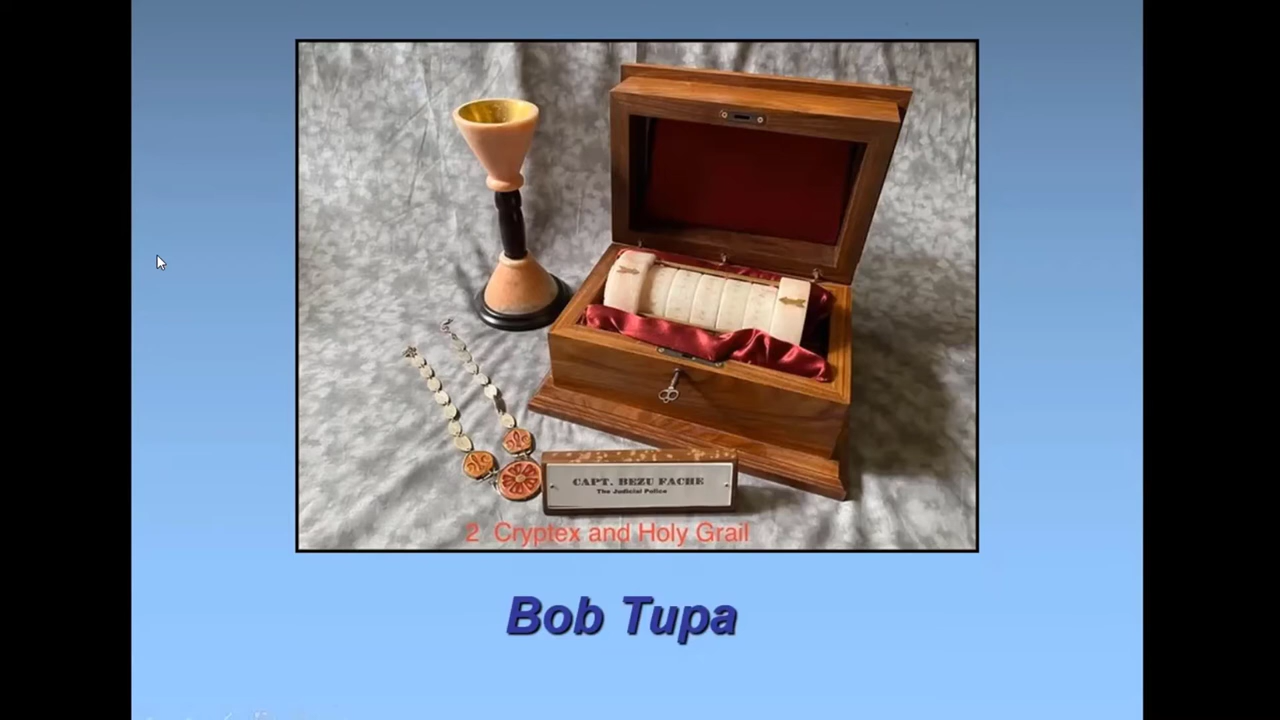 CAPT. BEZU FACHE
The Judicial Police
2 Cryptex and Holy Grail
Bob Tupa